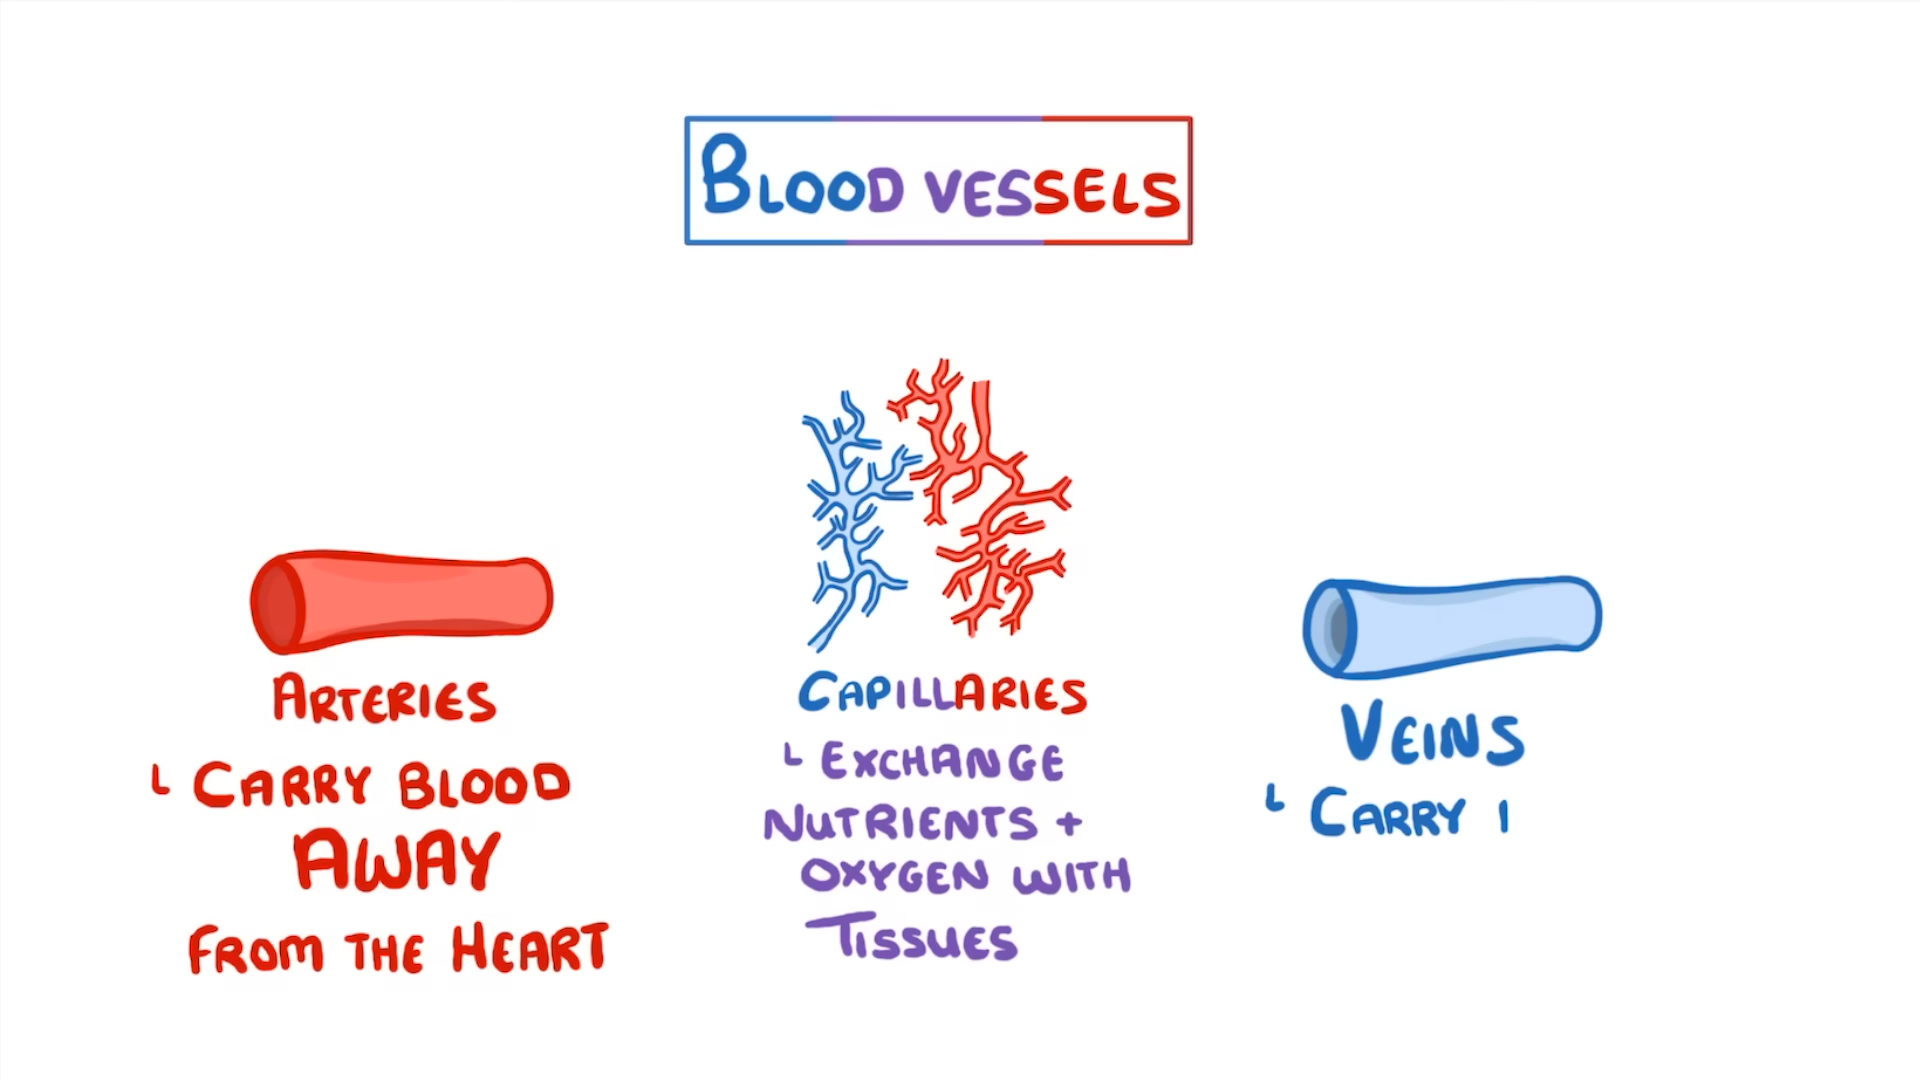 BLOOD VESSELS
ARTERIES
└ CARRY BLOOD
AWAY
FROM THE HEART
CAPILLARIES
└ EXCHANGE
NUTRIENTS +
OXYGEN WITH
TISSUES
VEINS
└ CARRY